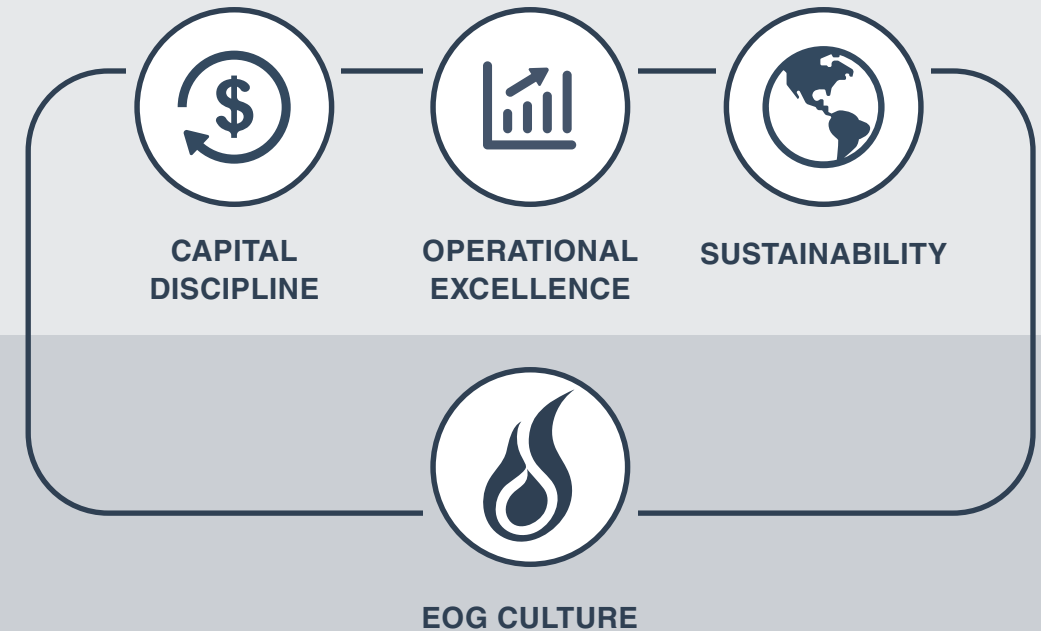 $
CAPITAL
DISCIPLINE
OPERATIONAL
EXCELLENCE
SUSTAINABILITY
EOG CULTURE